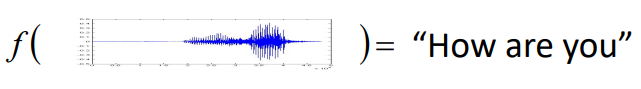 f( )= “How are you”